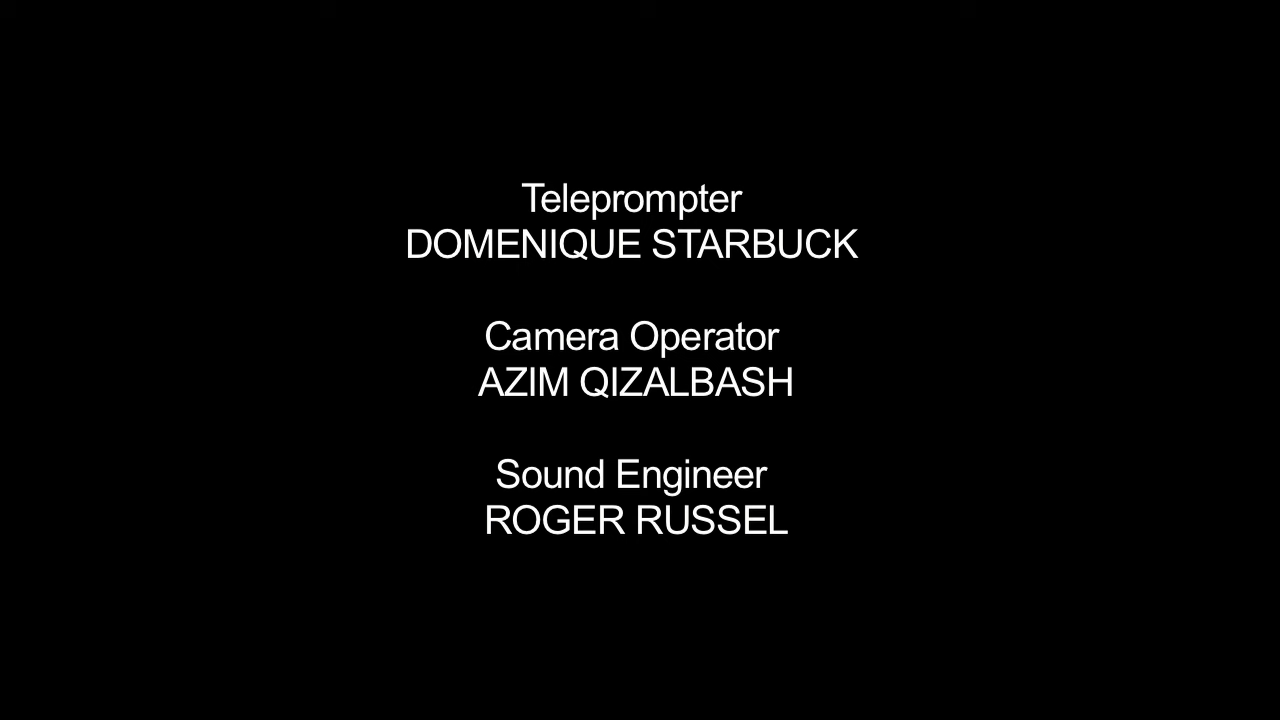 Teleprompter
DOMENIQUE STARBUCK
Camera Operator
AZIM QIZALBASH
Sound Engineer
ROGER RUSSEL